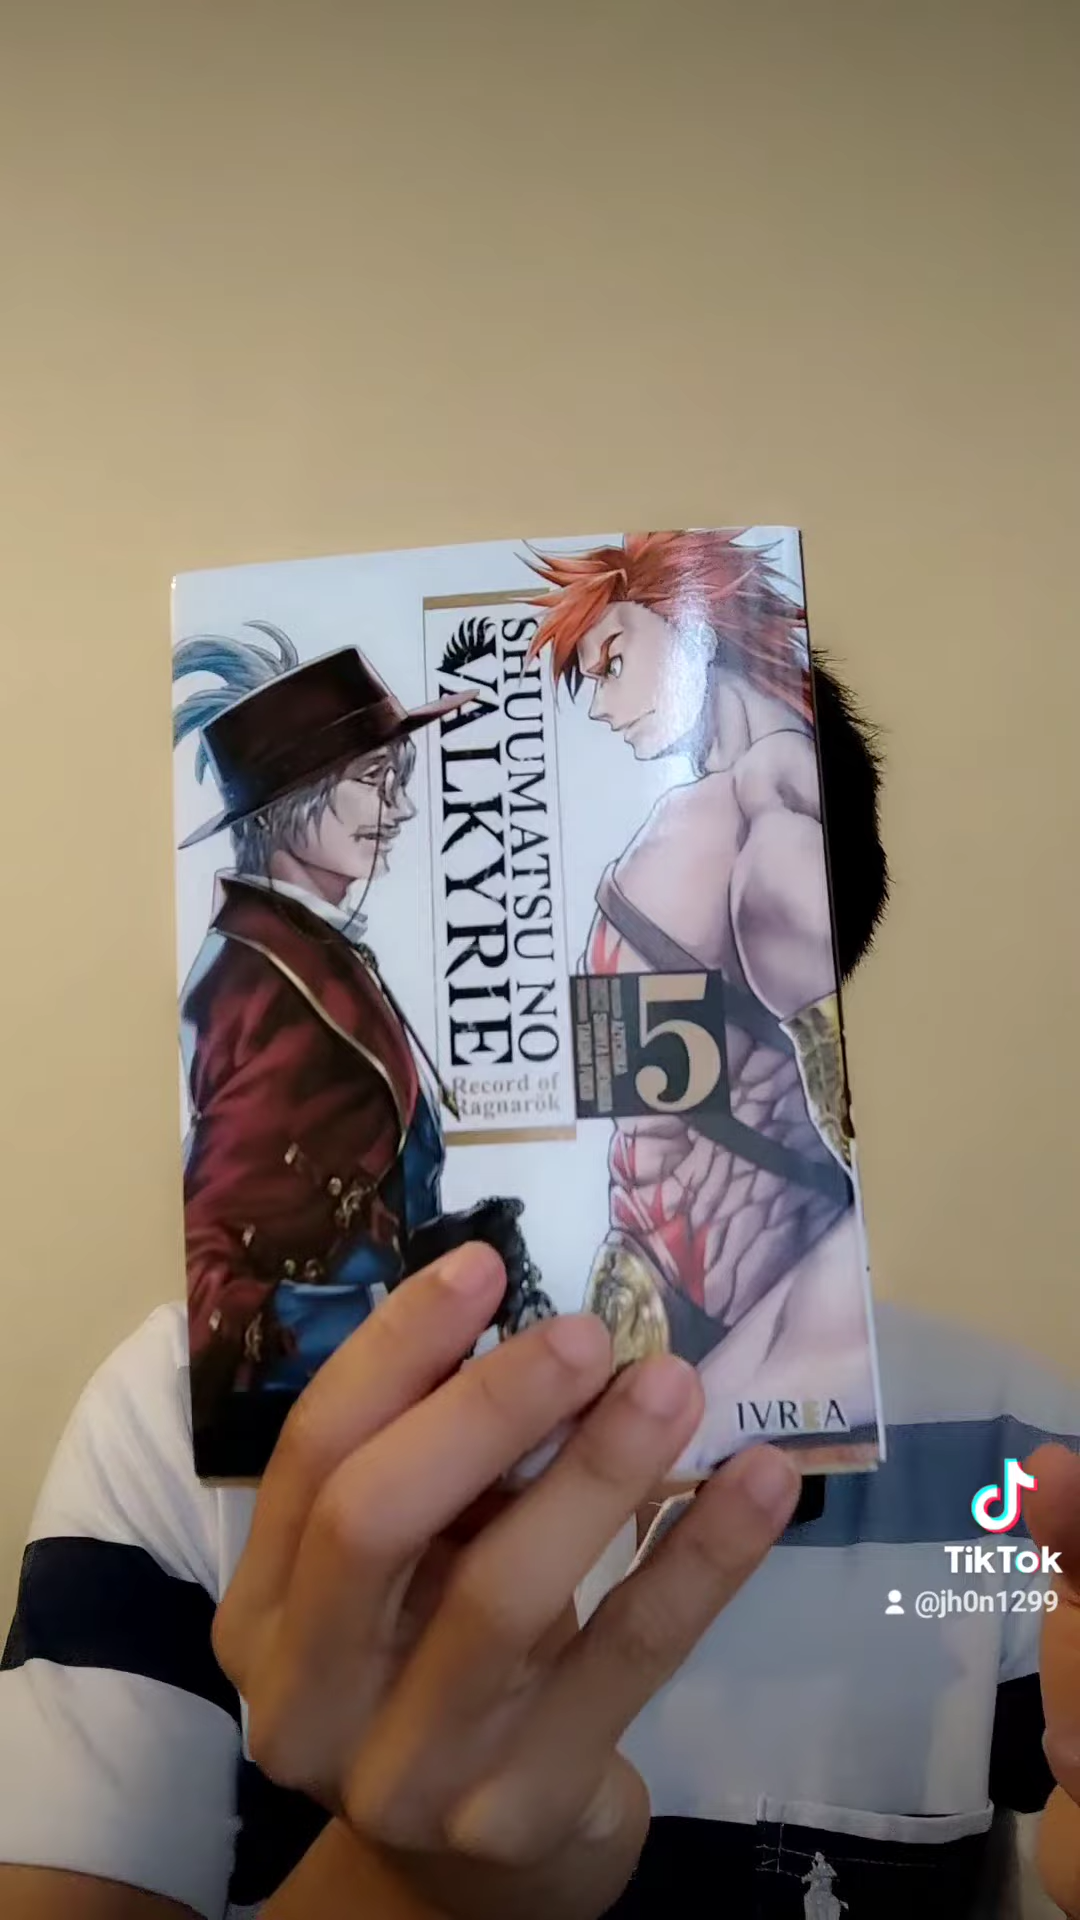 SHUUMATSU NO
VALKYRIE
Record of
Ragnarök
5
IVREA
TikTok
@jh0n1299